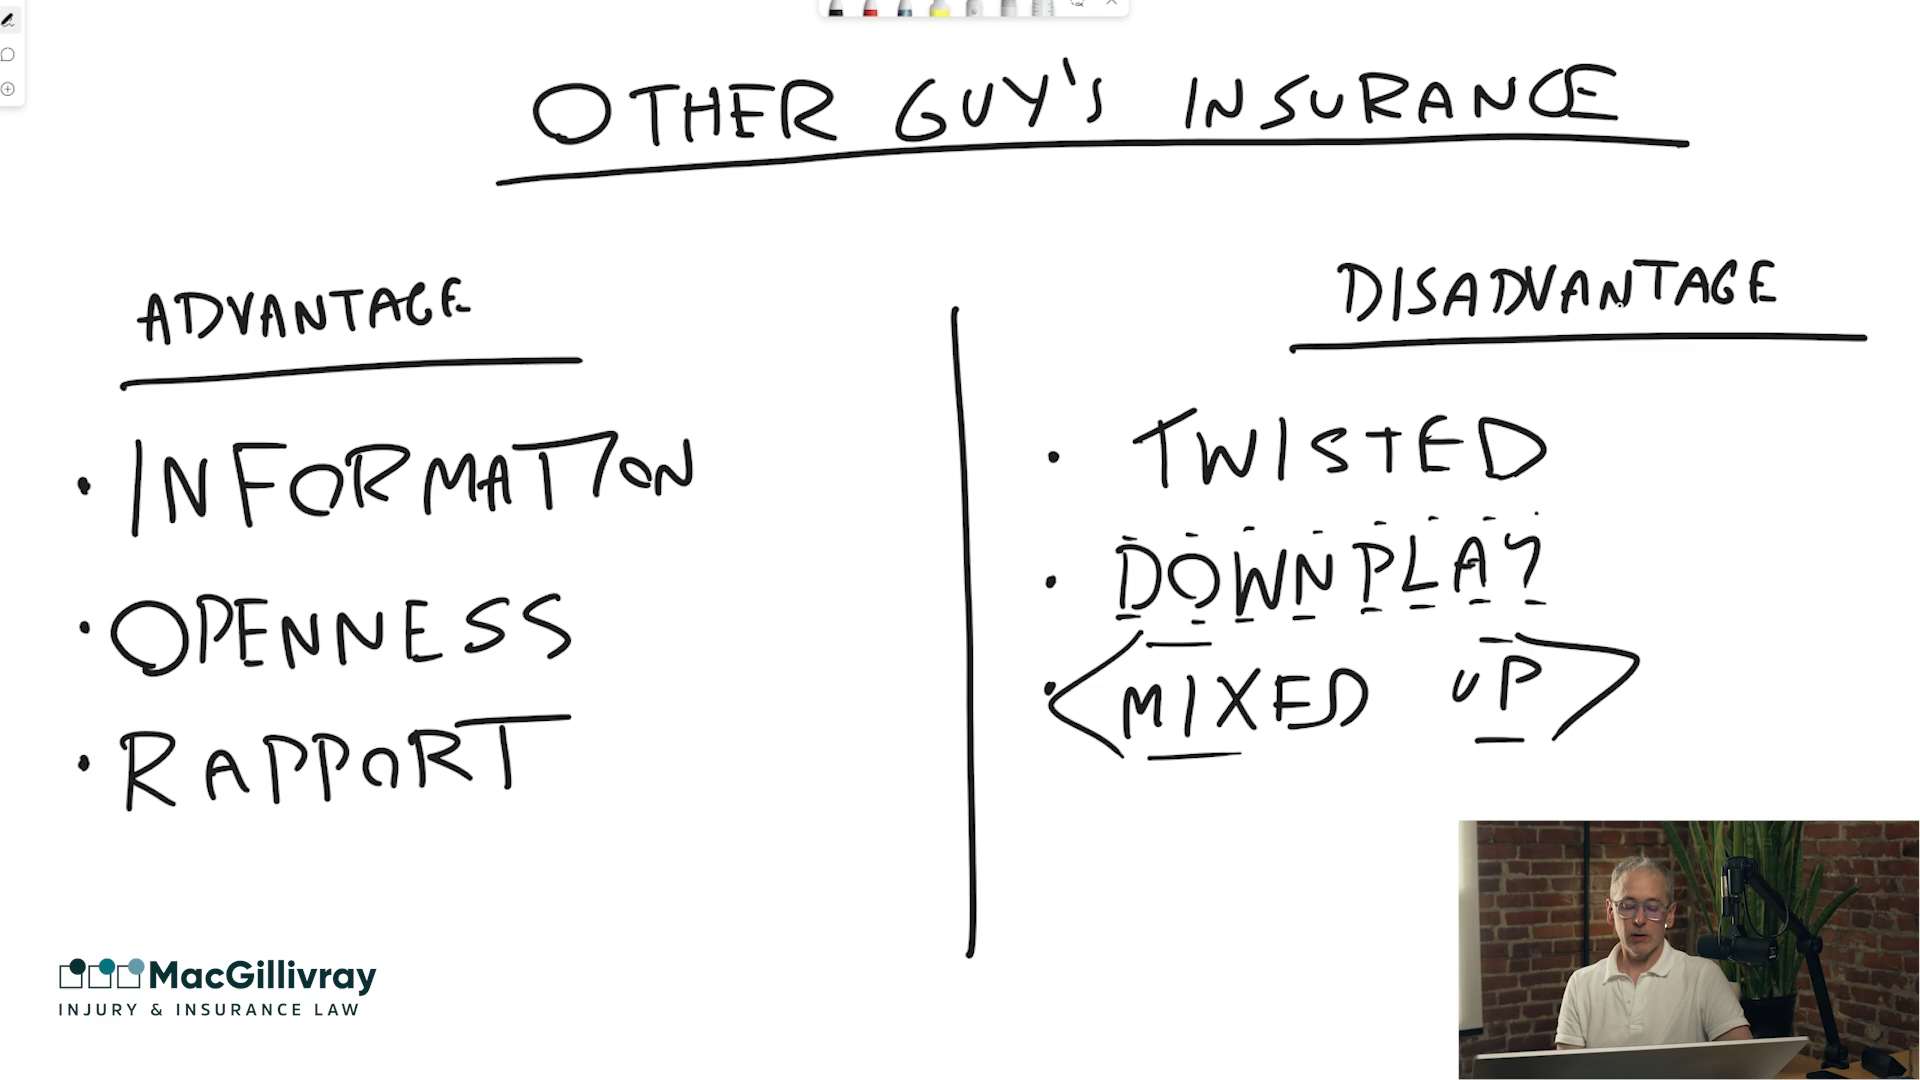 OTHER GUY'S INSURANCE
ADVANTAGE
• INFORMATION
• OPENNESS
• RAPPORT
DISADVANTAGE
• TWISTED
• DOWNPLAY
• MIXED UP
MacGillivray
INJURY & INSURANCE LAW